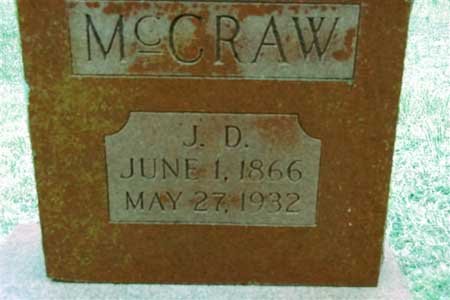 McCRAW
J. D.
JUNE 1, 1866
MAY 27, 1932